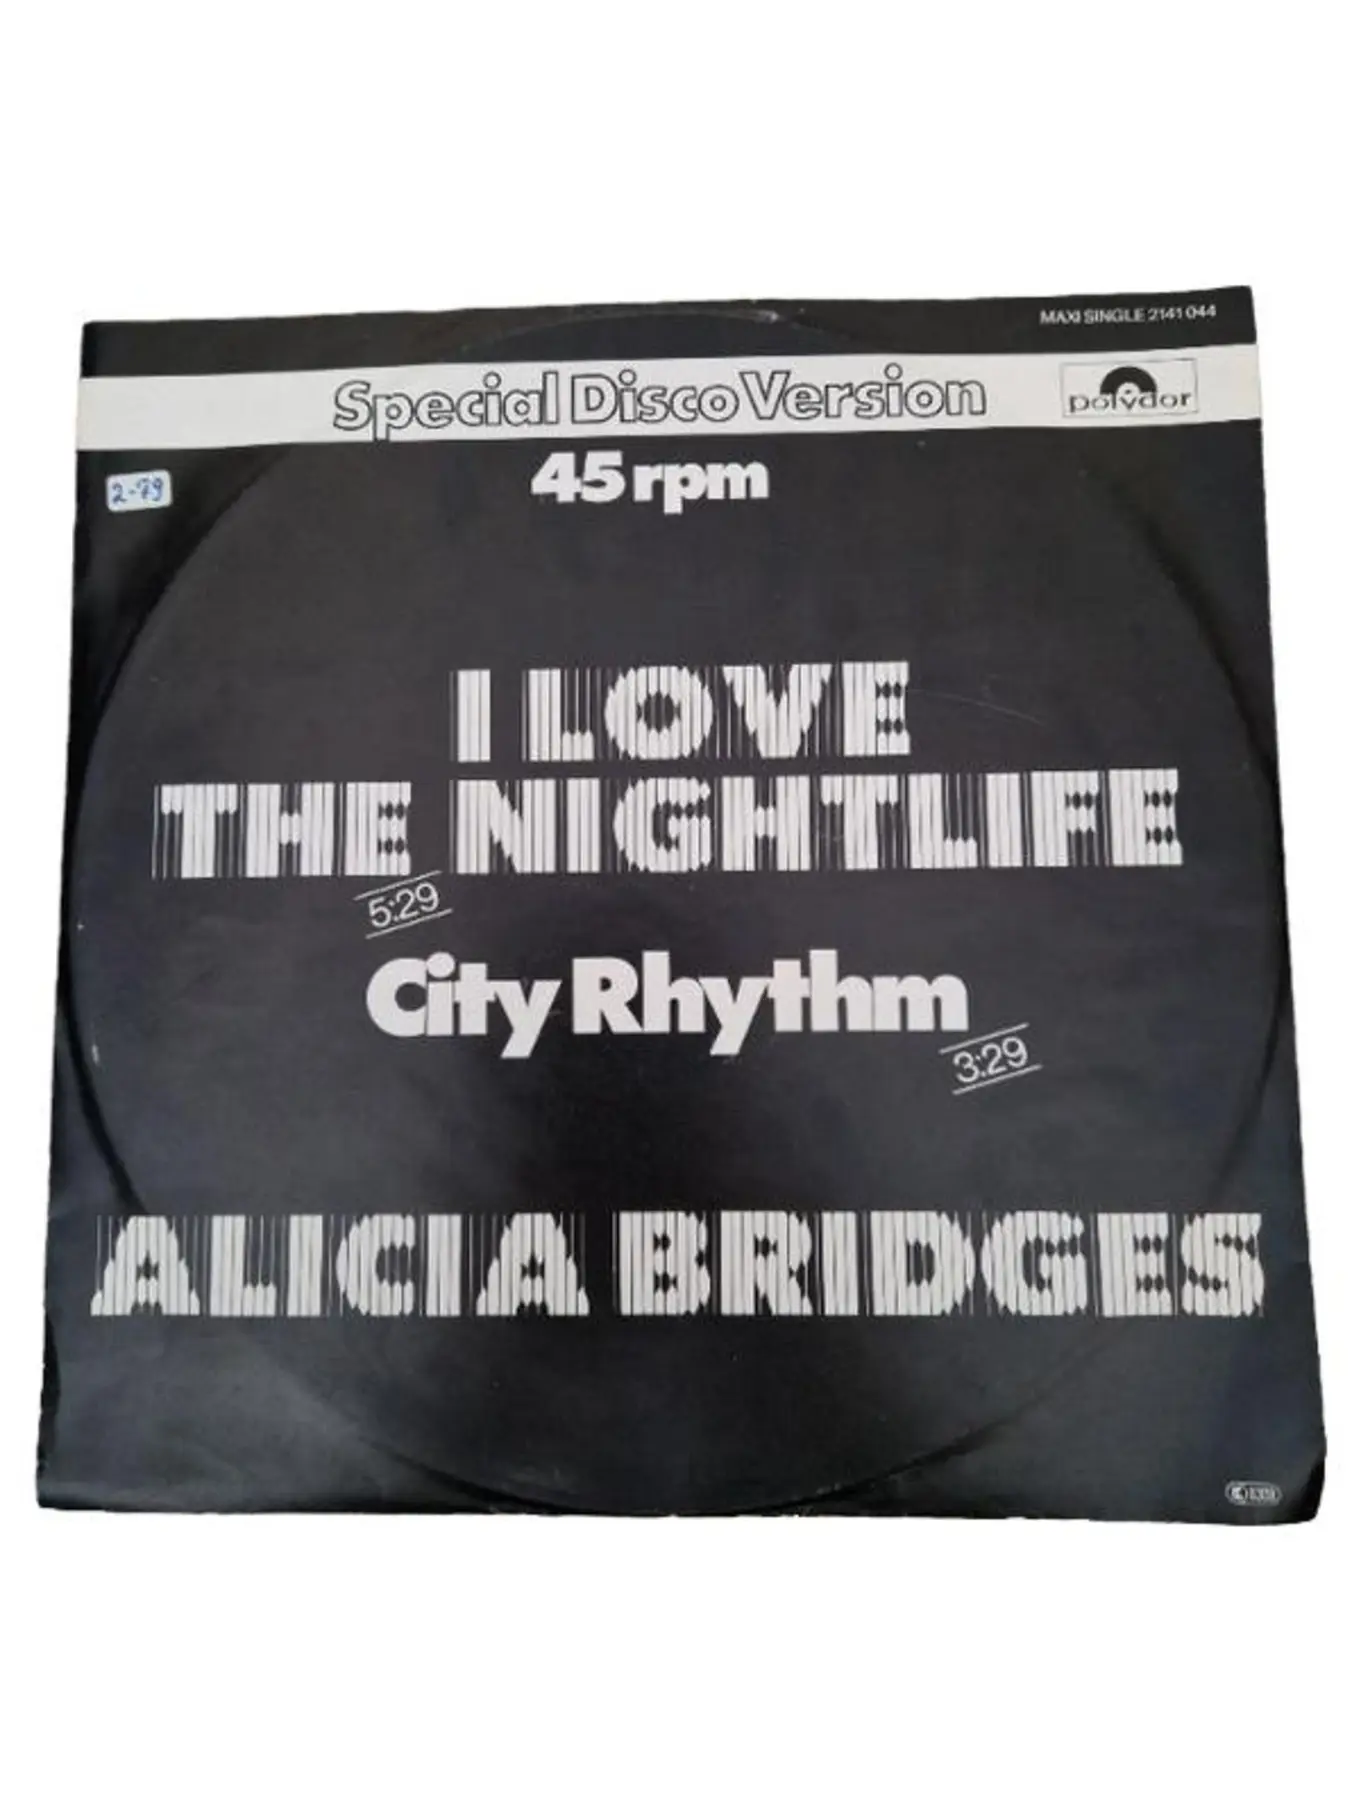 MAXI SINGLE 2141 044
Special Disco Version
polydor
45 rpm
2-79
I LOVE
THE NIGHTLIFE
5:29
City Rhythm
3:29
ALICIA BRIDGES